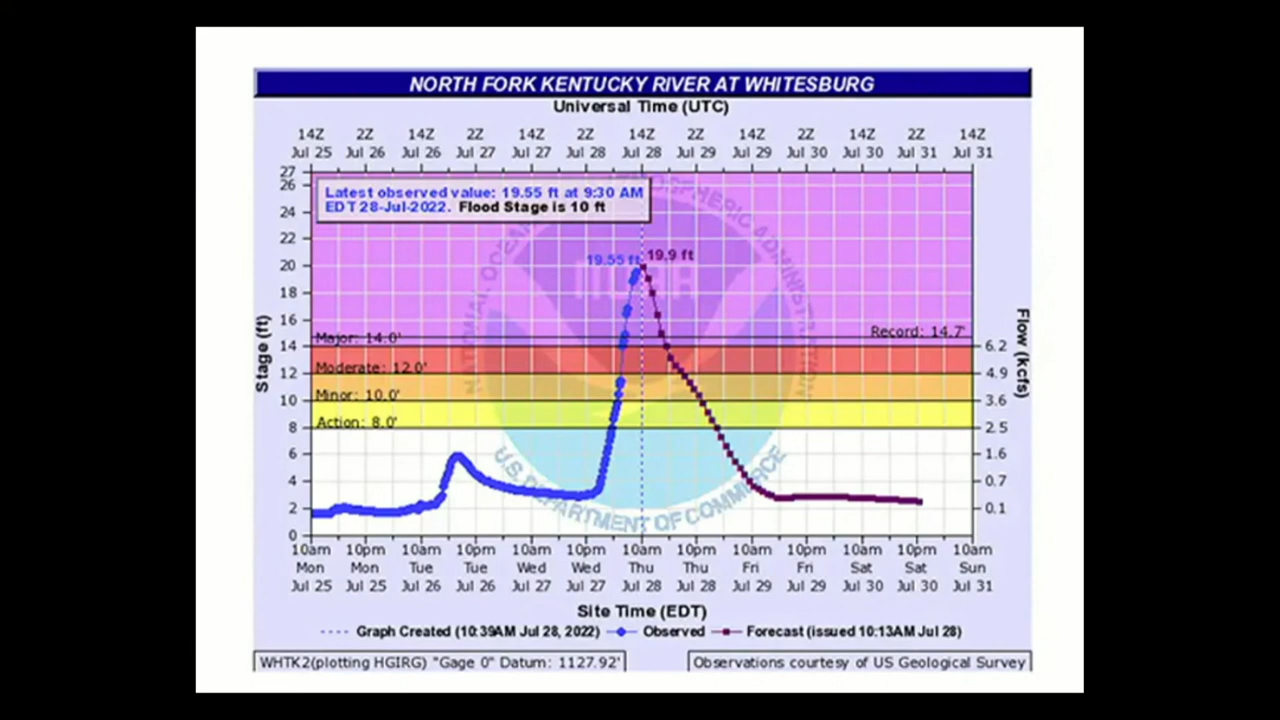 NORTH FORK KENTUCKY RIVER AT WHITESBURG
Universal Time (UTC)
14Z 2Z 14Z 2Z 14Z 2Z 14Z 2Z 14Z 2Z 14Z 2Z 14Z
Jul 25 Jul 26 Jul 26 Jul 27 Jul 27 Jul 28 Jul 28 Jul 29 Jul 29 Jul 30 Jul 30 Jul 31 Jul 31
27
26
Latest observed value: 19.55 ft at 9:30 AM
EDT 28-Jul-2022. Flood Stage is 10 ft
24
22
20
19.55 ft 19.9 ft
18
16
Major: 14.0' Record: 14.7'
14 6.2
Moderate: 12.0'
12 4.9
Minor: 10.0'
10 3.6
Action: 8.0'
8 2.5
6 1.6
4 0.7
2 0.1
0
Stage (ft)
Flow (kcfs)
NATIONAL OCEANIC AND ATMOSPHERIC ADMINISTRATION
NOAA
U.S. DEPARTMENT OF COMMERCE
10am 10pm 10am 10pm 10am 10pm 10am 10pm 10am 10pm 10am 10pm 10am
Mon Mon Tue Tue Wed Wed Thu Thu Fri Fri Sat Sat Sun
Jul 25 Jul 25 Jul 26 Jul 26 Jul 27 Jul 27 Jul 28 Jul 28 Jul 29 Jul 29 Jul 30 Jul 30 Jul 31
Site Time (EDT)
Graph Created (10:39AM Jul 28, 2022) Observed Forecast (issued 10:13AM Jul 28)
WHTK2(plotting HGIRG) "Gage 0" Datum: 1127.92' Observations courtesy of US Geological Survey